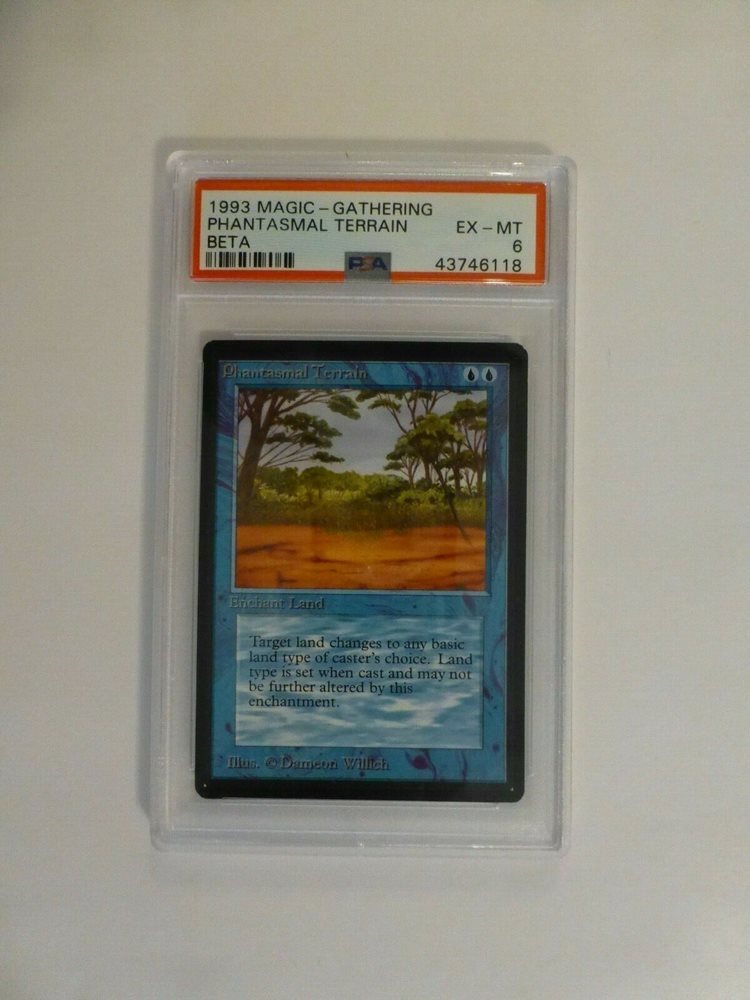 1993 MAGIC – GATHERING
PHANTASMAL TERRAIN EX – MT
BETA 6
PSA 43746118
Phantasmal Terrain
Enchant Land
Target land changes to any basic
land type of caster's choice. Land
type is set when cast and may not
be further altered by this
enchantment.
Illus. © Dameon Willich